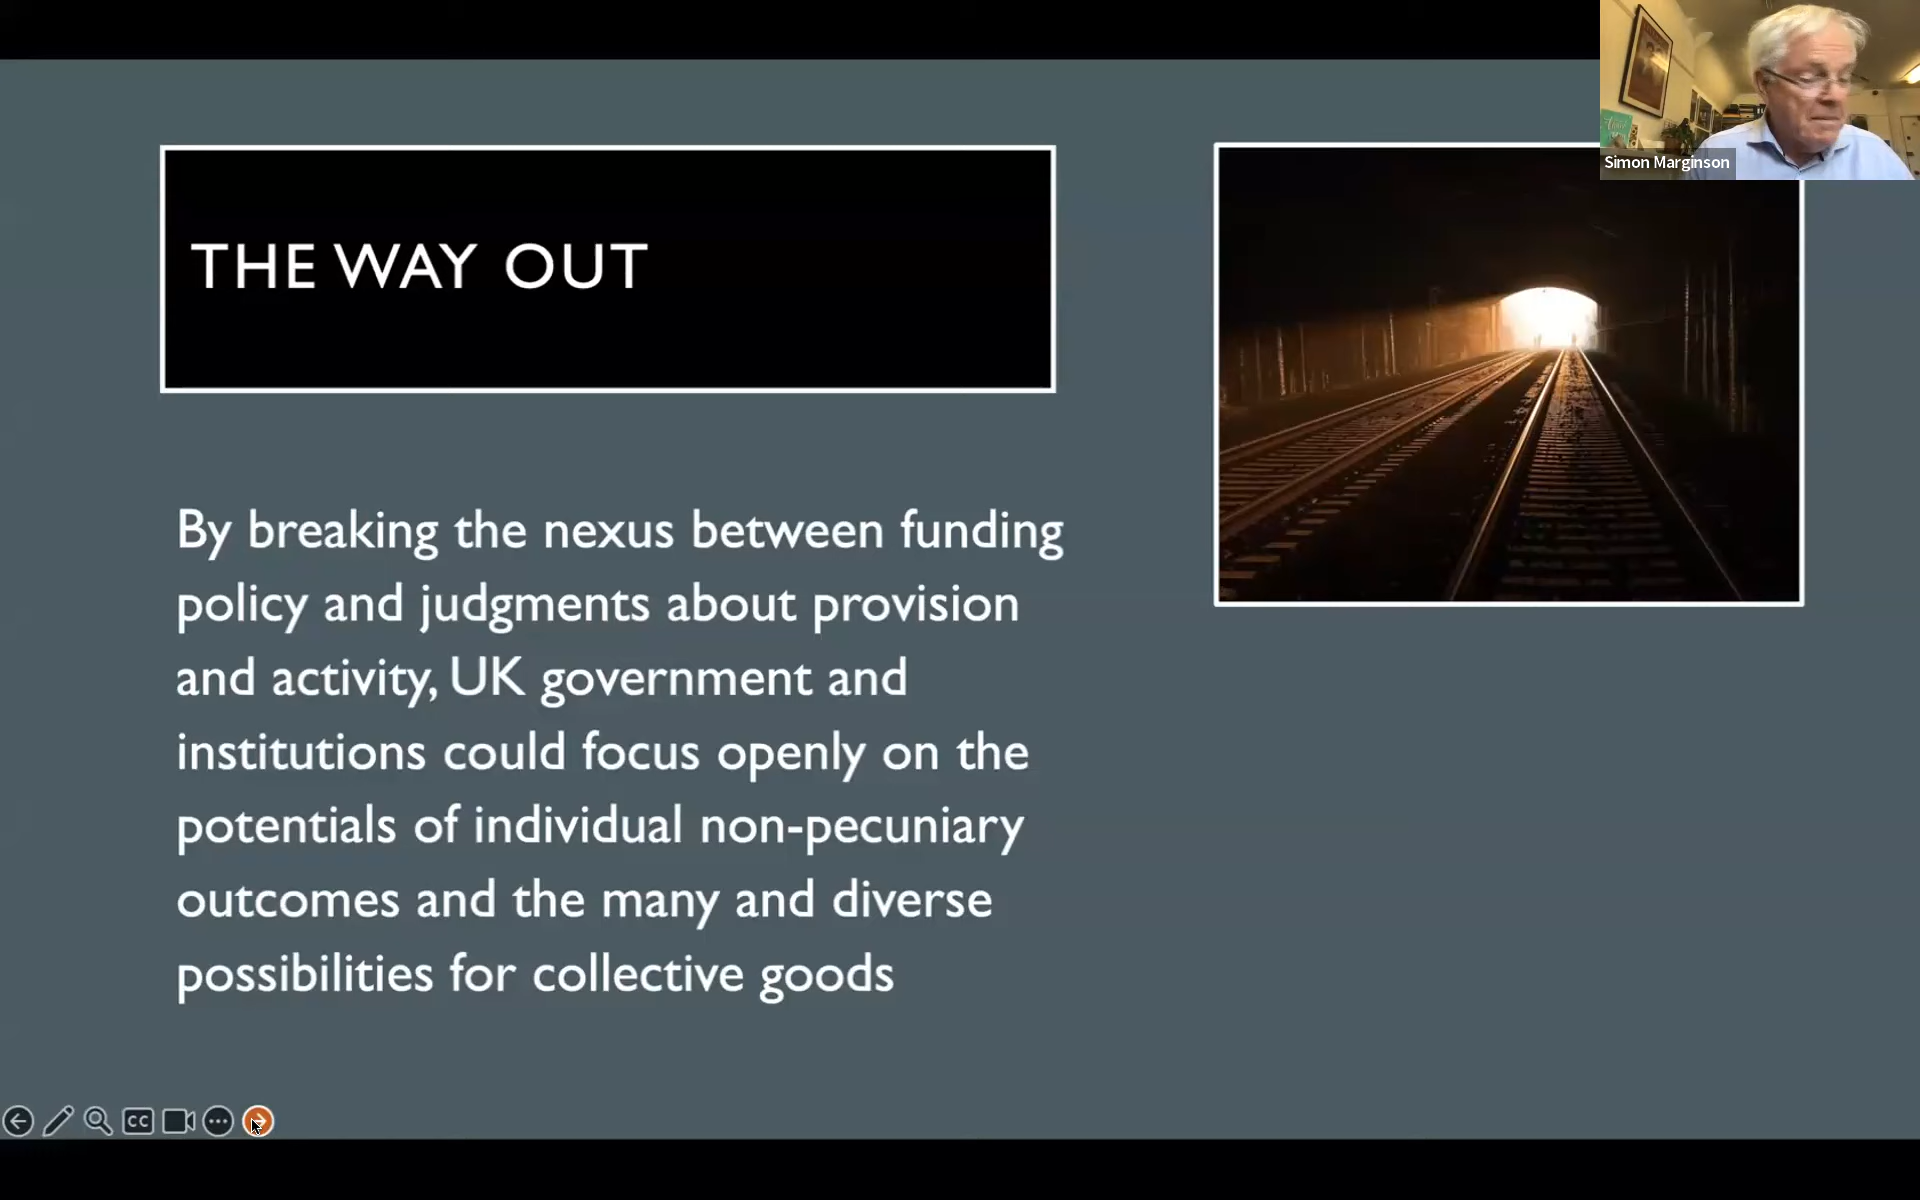 Simon Marginson
THE WAY OUT
By breaking the nexus between funding
policy and judgments about provision
and activity, UK government and
institutions could focus openly on the
potentials of individual non-pecuniary
outcomes and the many and diverse
possibilities for collective goods
CC